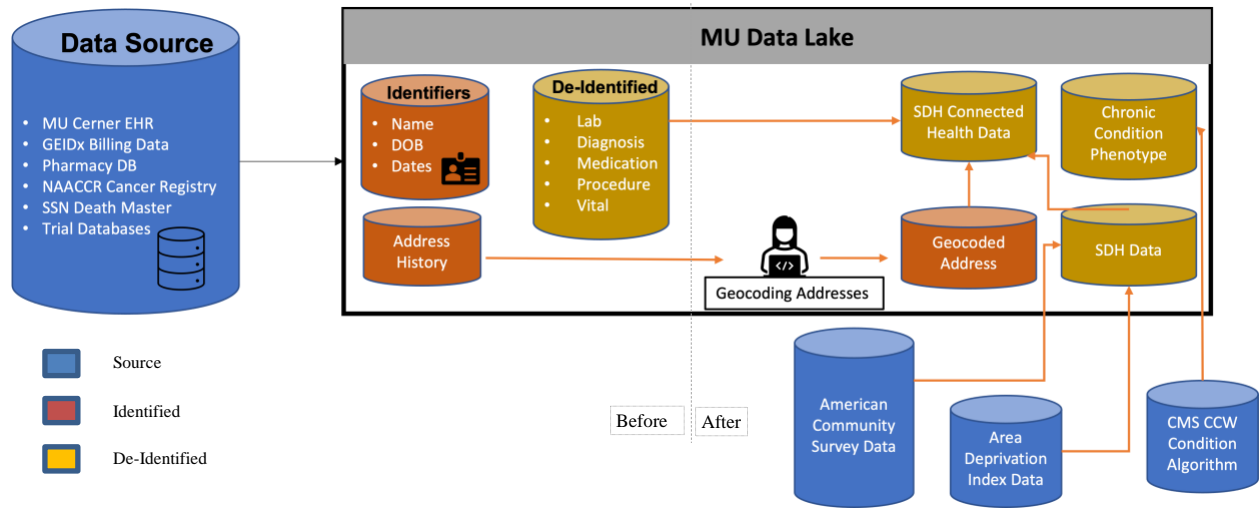 Data Source
• MU Cerner EHR
• GEIDx Billing Data
• Pharmacy DB
• NAACCR Cancer Registry
• SSN Death Master
• Trial Databases
MU Data Lake
Identifiers
• Name
• DOB
• Dates
De-Identified
• Lab
• Diagnosis
• Medication
• Procedure
• Vital
SDH Connected
Health Data
Chronic
Condition
Phenotype
Address
History
</>
Geocoding Addresses
Geocoded
Address
SDH Data
Source
Identified
De-Identified
Before
After
American
Community
Survey Data
Area
Deprivation
Index Data
CMS CCW
Condition
Algorithm